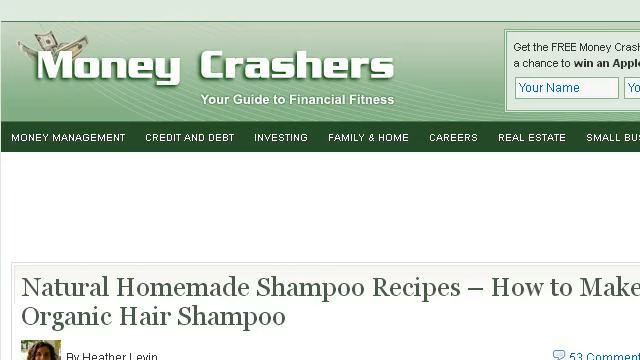 Money Crashers
Your Guide to Financial Fitness
Get the FREE Money
a chance to win an
Your Name
MONEY MANAGEMENT CREDIT AND DEBT INVESTING FAMILY & HOME CAREERS REAL ESTATE SMALL
Natural Homemade Shampoo Recipes – How to Make
Organic Hair Shampoo
By Heather Levin
53